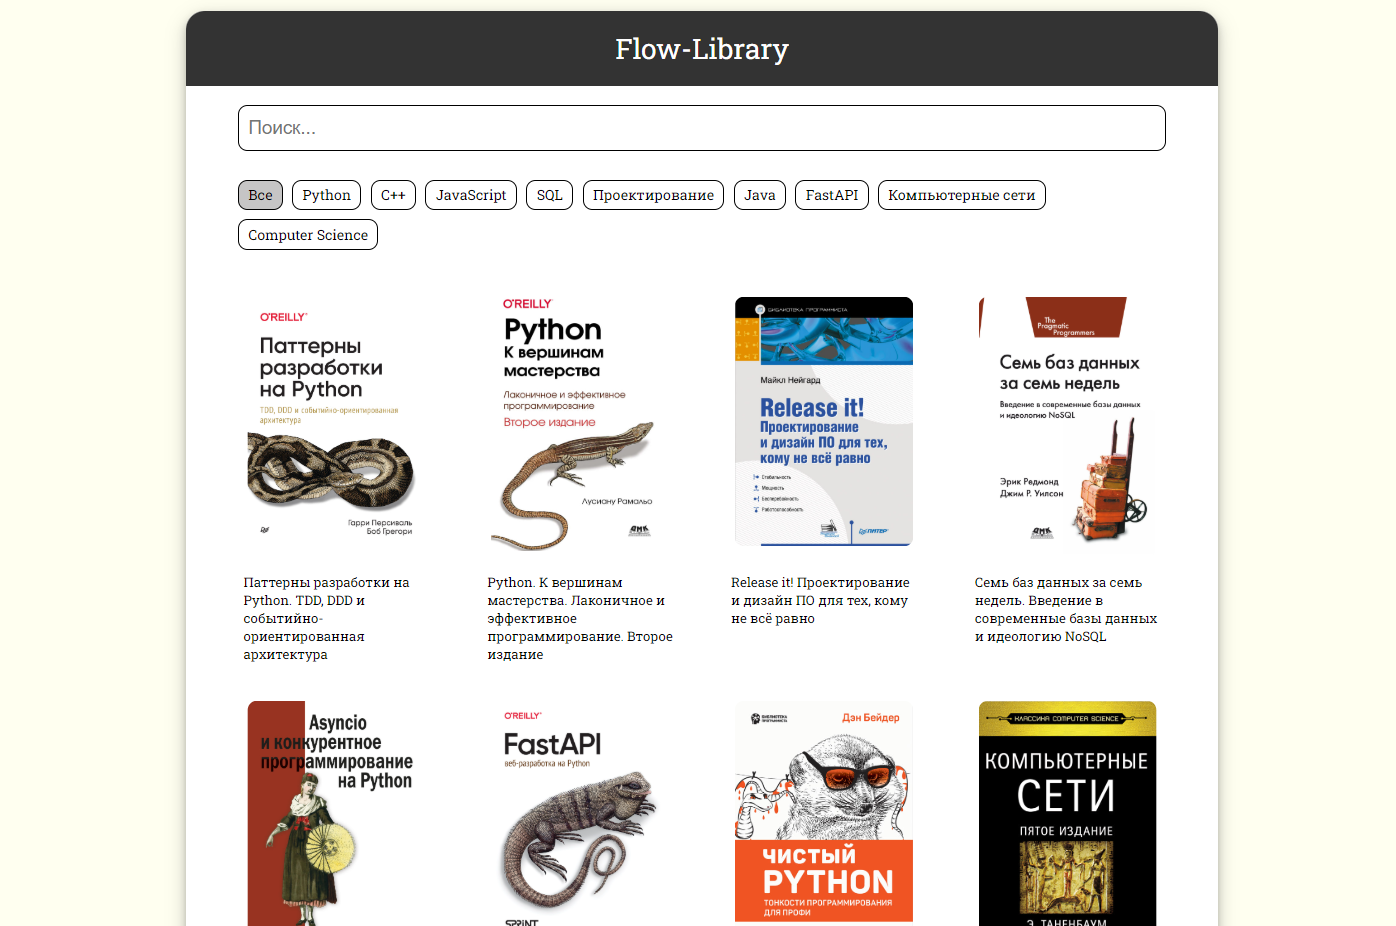 Flow-Library
Поиск...
Все
Python
C++
JavaScript
SQL
Проектирование
Java
FastAPI
Компьютерные сети
Computer Science
O'REILLY
Паттерны
разработки
на Python
TDD, DDD и событийно-ориентированная
архитектура
Гарри Персиваль
Боб Грегори
O'REILLY
Python
К вершинам
мастерства
Лаконичное и эффективное
программирование
Второе издание
Лусиану Рамальо
ДМК
БИБЛИОТЕКА ПРОГРАММИСТА
Майкл Нейгард
Release it!
Проектирование
и дизайн ПО для тех,
кому не всё равно
Стабильность
Мощность
Бесперебойность
Работоспособность
ПИТЕР
The
Pragmatic
Programmers
Семь баз данных
за семь недель
Введение в современные базы данных
и идеологию NoSQL
Эрик Редмонд
Джим Р. Уилсон
ДМК
Паттерны разработки на
Python. TDD, DDD и
событийно-
ориентированная
архитектура
Python. К вершинам
мастерства. Лаконичное и
эффективное
программирование. Второе
издание
Release it! Проектирование
и дизайн ПО для тех, кому
не всё равно
Семь баз данных за семь
недель. Введение в
современные базы данных
и идеологию NoSQL
Asyncio
и конкурентное
программирование
на Python
O'REILLY
FastAPI
веб-разработка на Python
SPRINT
БИБЛИОТЕКА
ПРОГРАММИСТА
Дэн Бейдер
ЧИСТЫЙ
PYTHON
ТОНКОСТИ ПРОГРАММИРОВАНИЯ
ДЛЯ ПРОФИ
КЛАССИКА COMPUTER SCIENCE
КОМПЬЮТЕРНЫЕ
СЕТИ
ПЯТОЕ ИЗДАНИЕ
Э. ТАНЕНБАУМ